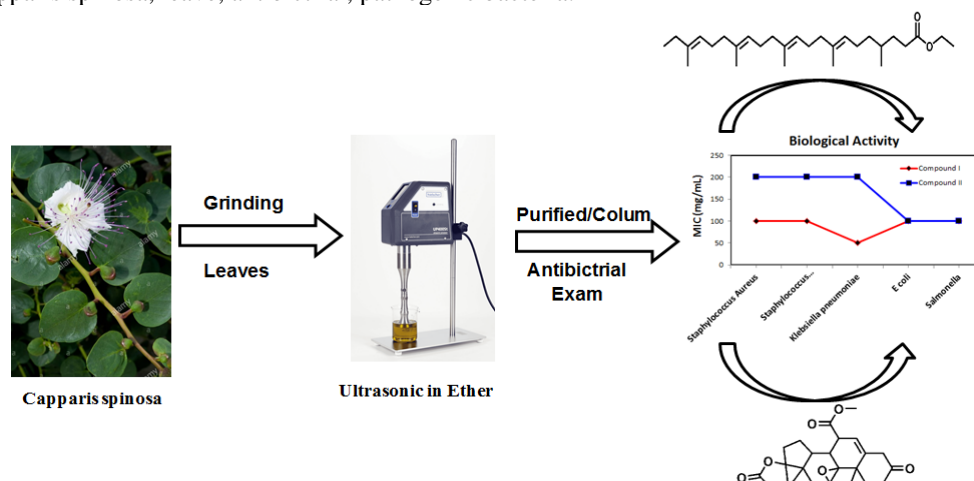 Grinding
Leaves
Capparis spinosa
Ultrasonic in Ether
Purified/Colum
Antibictrial
Exam
O
O
Biological Activity
MIC (mg/mL)
250
200
150
100
50
0
Compound I
Compound II
Staphylococcus Aureus
Staphylococcus...
Klebsiella pneumoniae
E coli
Salmonella
O
O
O
O
O
O